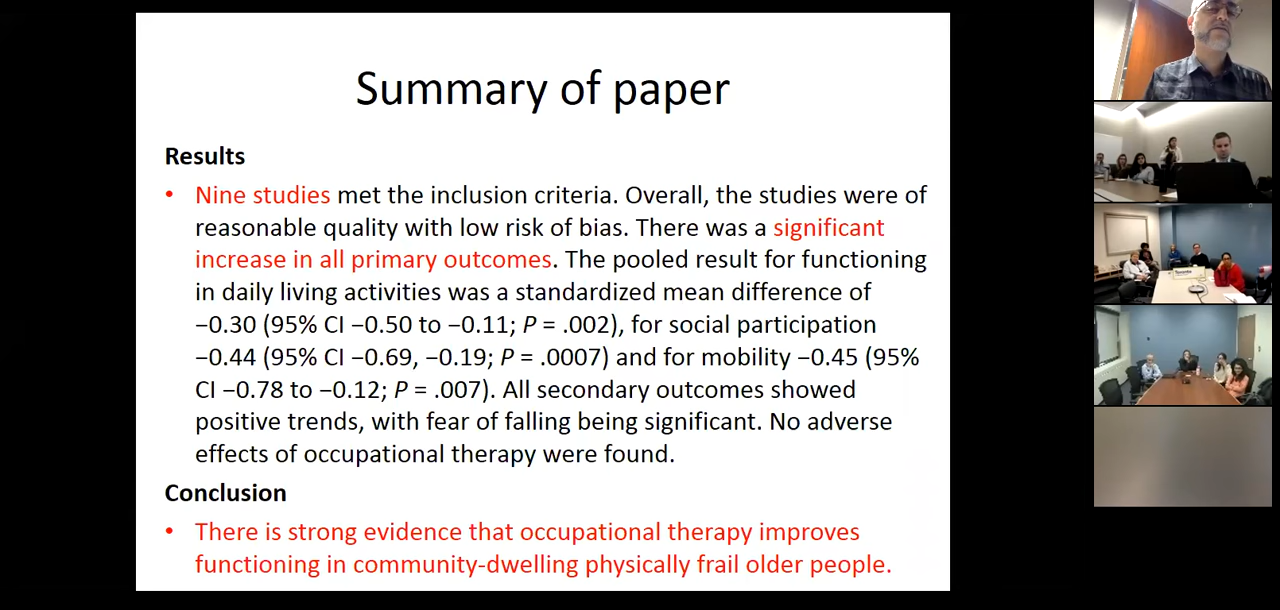 Summary of paper
Results
• Nine studies met the inclusion criteria. Overall, the studies were of
reasonable quality with low risk of bias. There was a significant
increase in all primary outcomes. The pooled result for functioning
in daily living activities was a standardized mean difference of
−0.30 (95% CI −0.50 to −0.11; P = .002), for social participation
−0.44 (95% CI −0.69, −0.19; P = .0007) and for mobility −0.45 (95%
CI −0.78 to −0.12; P = .007). All secondary outcomes showed
positive trends, with fear of falling being significant. No adverse
effects of occupational therapy were found.
Conclusion
• There is strong evidence that occupational therapy improves
functioning in community-dwelling physically frail older people.
Toronto